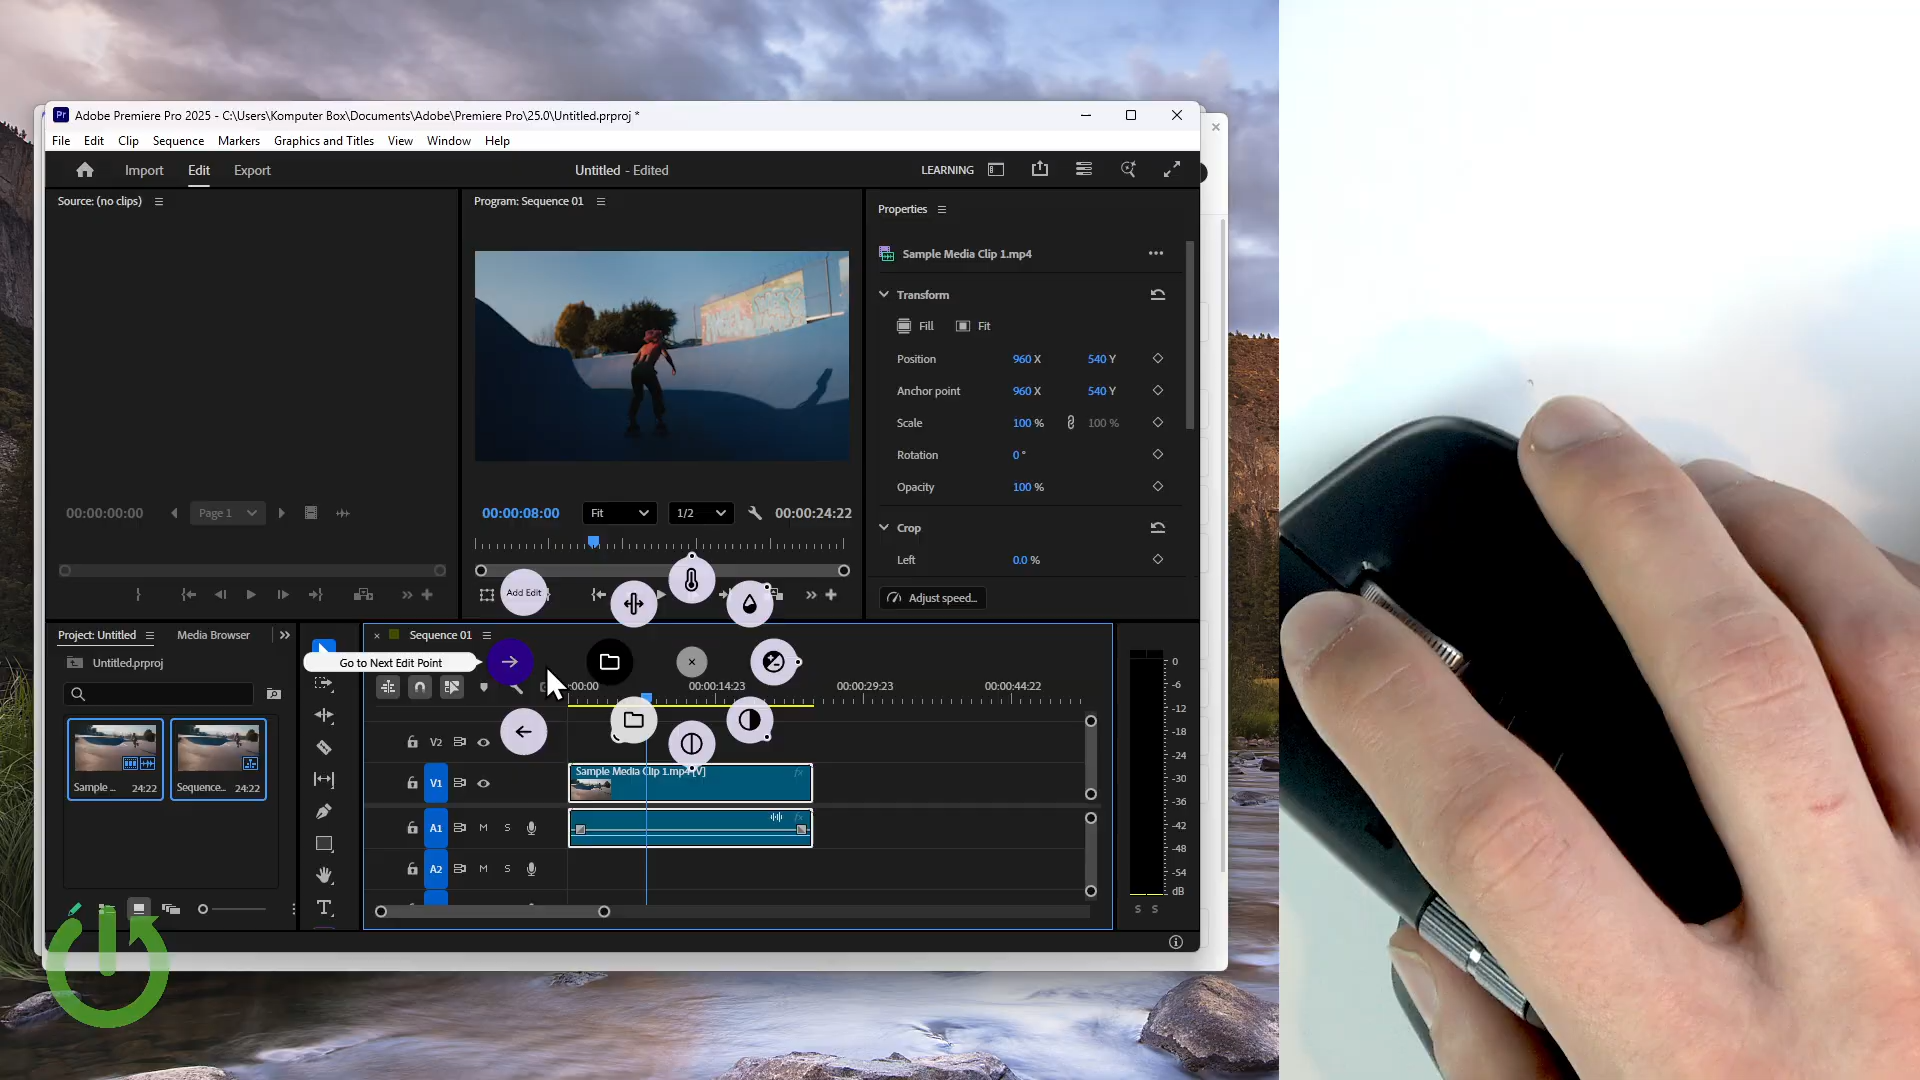 Pr Adobe Premiere Pro 2025 - C:\Users\Komputer Box\Documents\Adobe\Premiere Pro\25.0\Untitled.prproj *
File Edit Clip Sequence Markers Graphics and Titles View Window Help
Import Edit Export
Untitled - Edited
LEARNING
Source: (no clips)
00:00:00:00
Page 1
Program: Sequence 01
00:00:08:00
Fit
1/2
00:00:24:22
Properties
Sample Media Clip 1.mp4
Transform
Fill Fit
Position 960 X 540 Y
Anchor point 960 X 540 Y
Scale 100 % 100 %
Rotation 0 °
Opacity 100 %
Crop
Left 0.0 %
Adjust speed...
Add Edit
Go to Next Edit Point
Project: Untitled
Media Browser
Untitled.prproj
Sample ... 24:22
Sequence... 24:22
× Sequence 01
:00:00
00:00:14:23
00:00:29:23
00:00:44:22
V2
V1
Sample Media Clip 1.mp4 [V]
fx
A1 M S
fx
A2 M S
T
0
-6
-12
-18
-24
-30
-36
-42
-48
-54
dB
S S